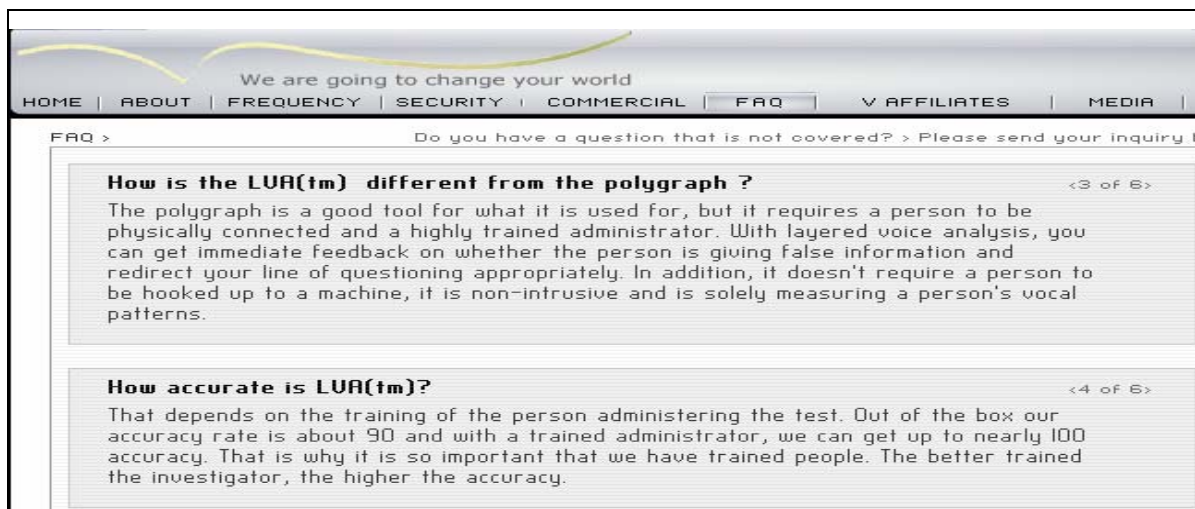 We are going to change your world
HOME | ABOUT | FREQUENCY | SECURITY | COMMERCIAL | FAQ | V AFFILIATES | MEDIA |
FAQ > Do you have a question that is not covered? > Please send your inquiry
How is the LVA(tm) different from the polygraph ? <3 of 6>
The polygraph is a good tool for what it is used for, but it requires a person to be
physically connected and a highly trained administrator. With layered voice analysis, you
can get immediate feedback on whether the person is giving false information and
redirect your line of questioning appropriately. In addition, it doesn't require a person to
be hooked up to a machine, it is non-intrusive and is solely measuring a person's vocal
patterns.
How accurate is LVA(tm)? <4 of 6>
That depends on the training of the person administering the test. Out of the box our
accuracy rate is about 90 and with a trained administrator, we can get up to nearly 100
accuracy. That is why it is so important that we have trained people. The better trained
the investigator, the higher the accuracy.